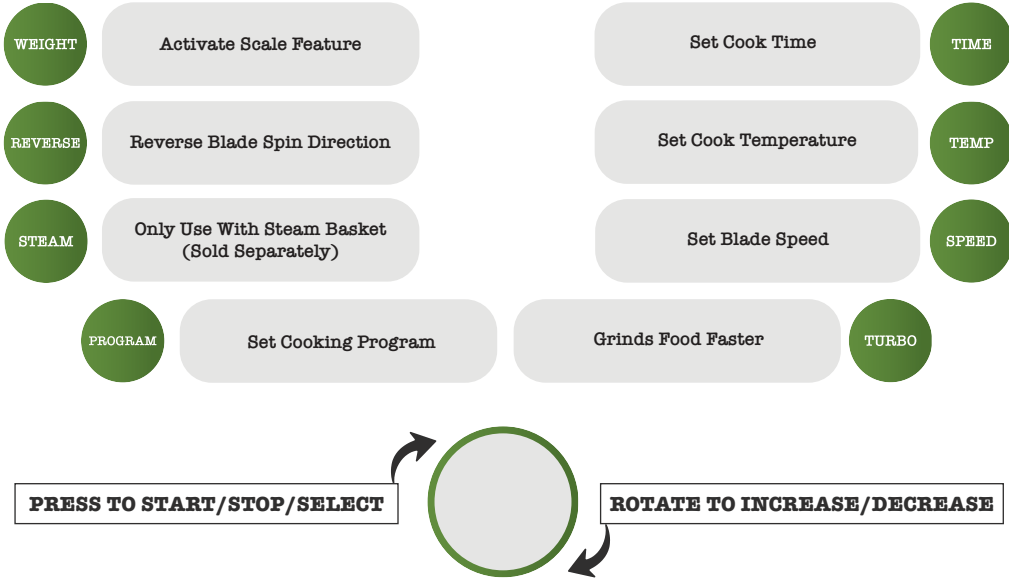 WEIGHT
Activate Scale Feature
Set Cook Time
TIME
REVERSE
Reverse Blade Spin Direction
Set Cook Temperature
TEMP
STEAM
Only Use With Steam Basket
(Sold Separately)
Set Blade Speed
SPEED
PROGRAM
Set Cooking Program
Grinds Food Faster
TURBO
PRESS TO START/STOP/SELECT
ROTATE TO INCREASE/DECREASE